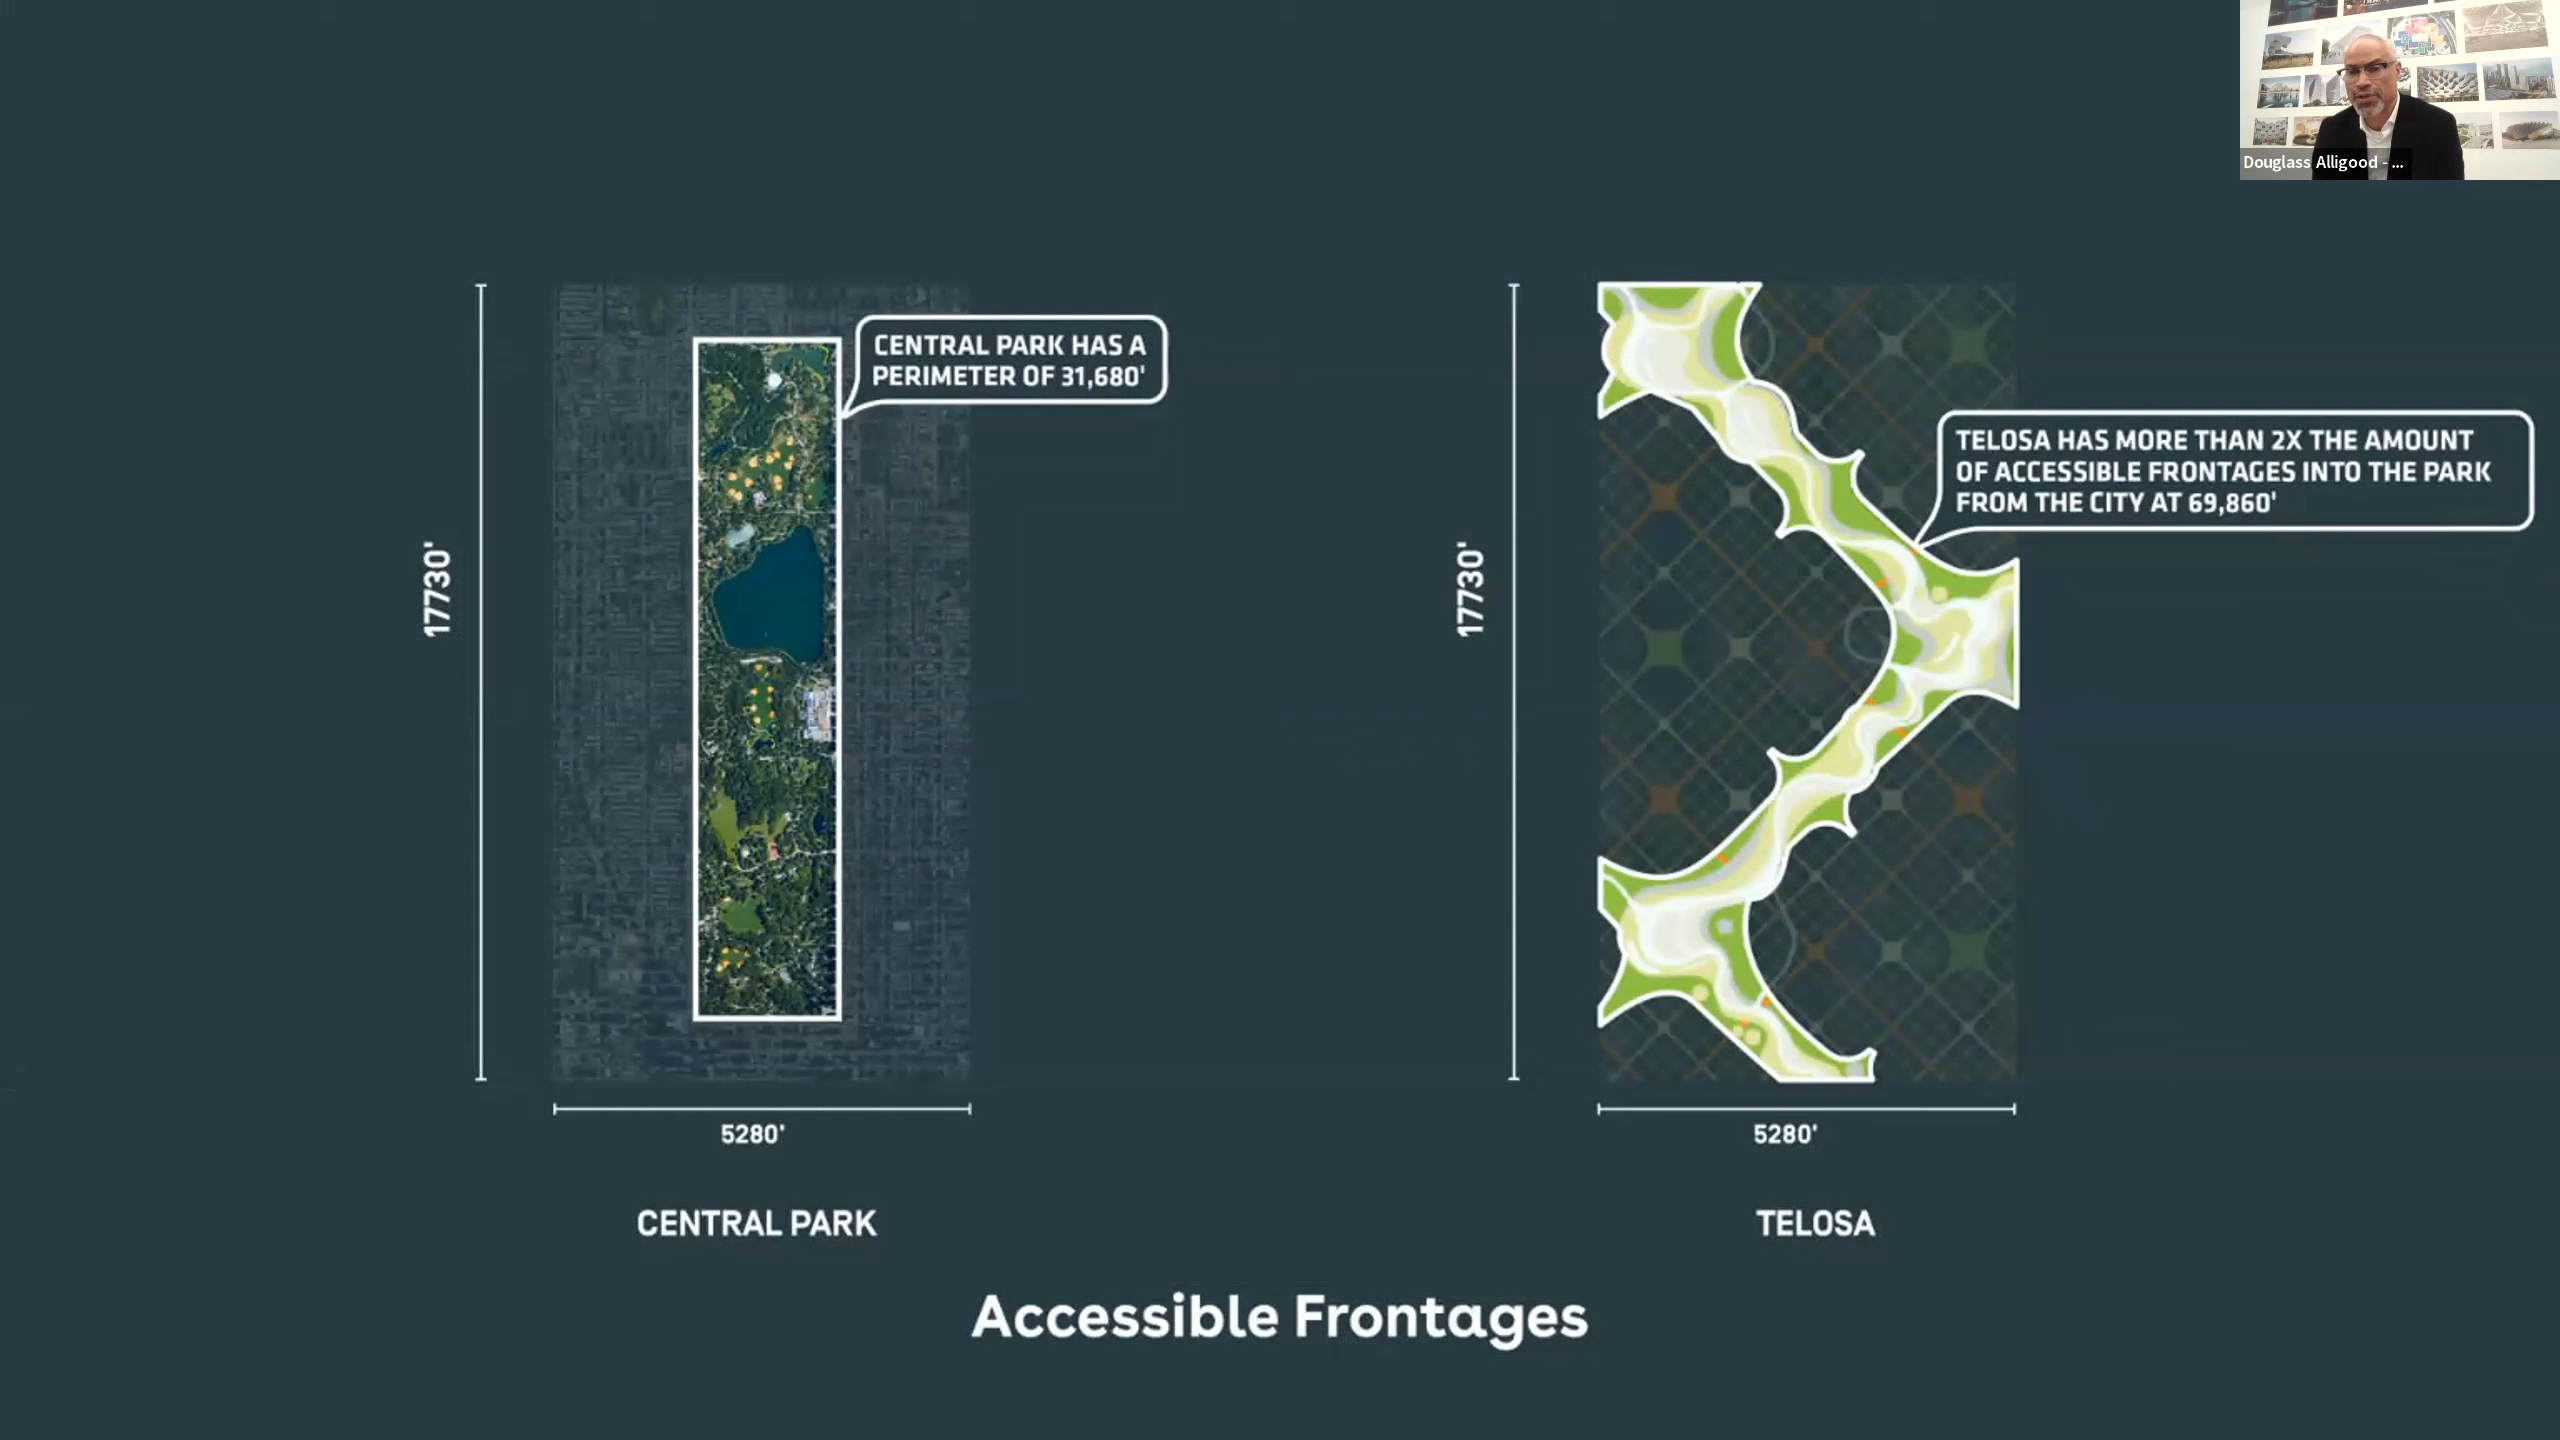 Douglass Alligood - ...
CENTRAL PARK HAS A
PERIMETER OF 31,680'
17730'
5280'
CENTRAL PARK
TELOSA HAS MORE THAN 2X THE AMOUNT
OF ACCESSIBLE FRONTAGES INTO THE PARK
FROM THE CITY AT 69,860'
17730'
5280'
TELOSA
Accessible Frontages